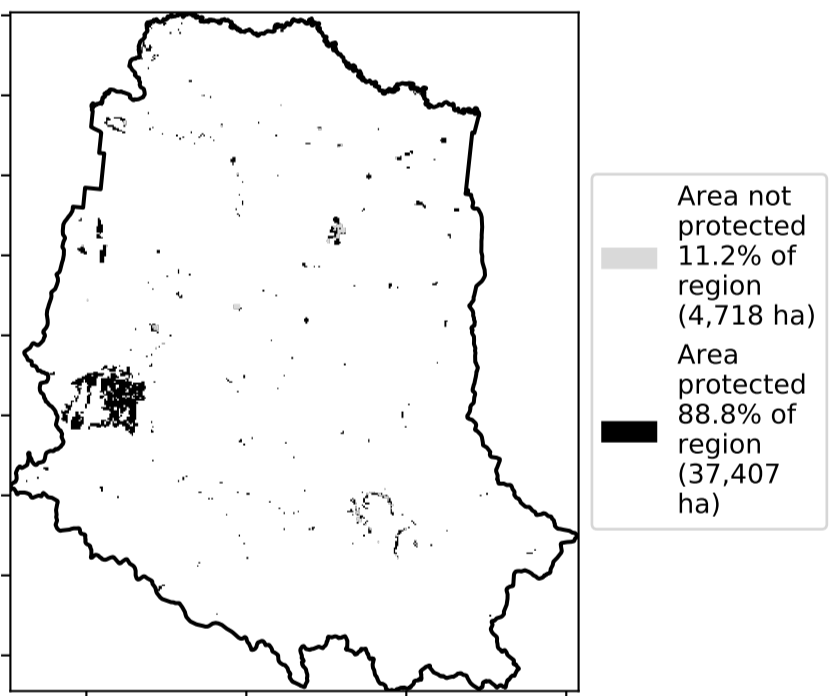 Area not
protected
11.2% of
region
(4,718 ha)
Area
protected
88.8% of
region
(37,407
ha)